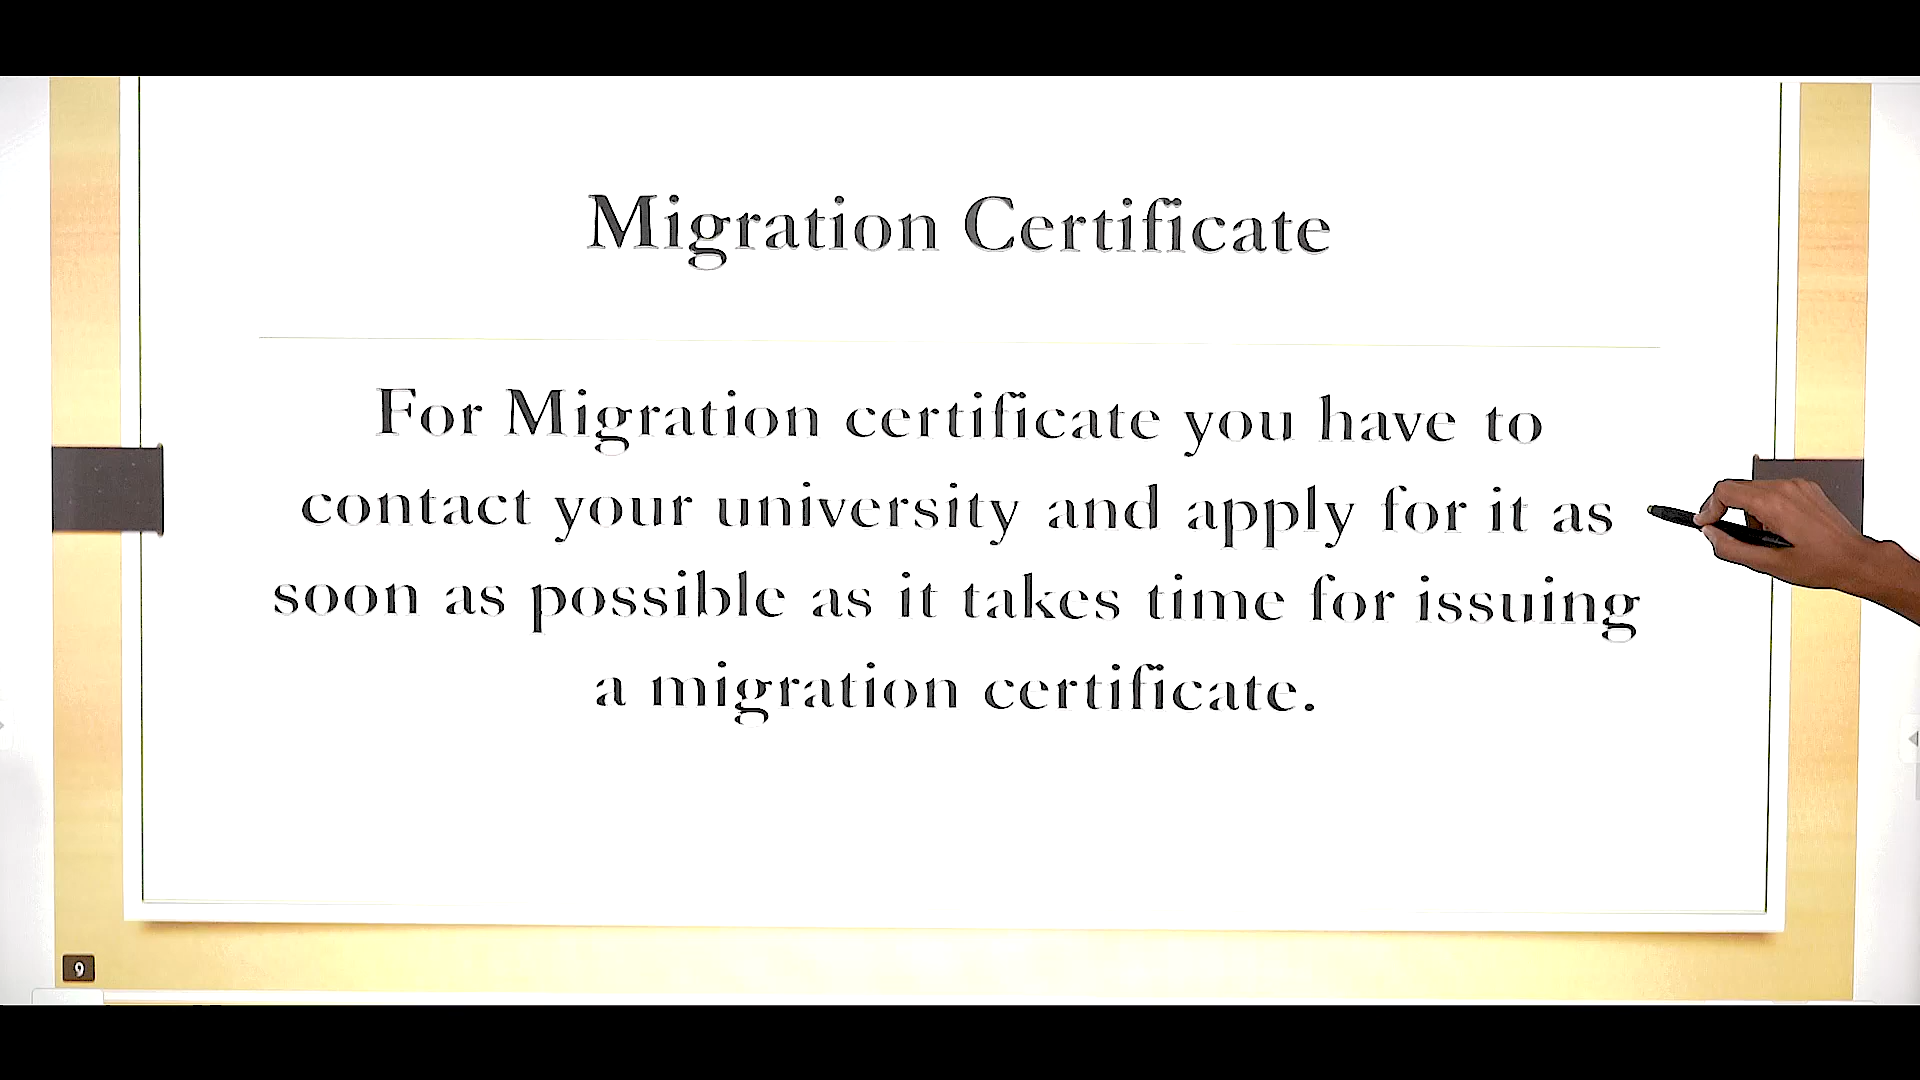 Migration Certificate
For Migration certificate you have to
contact your university and apply for it as
soon as possible as it takes time for issuing
a migration certificate.
9